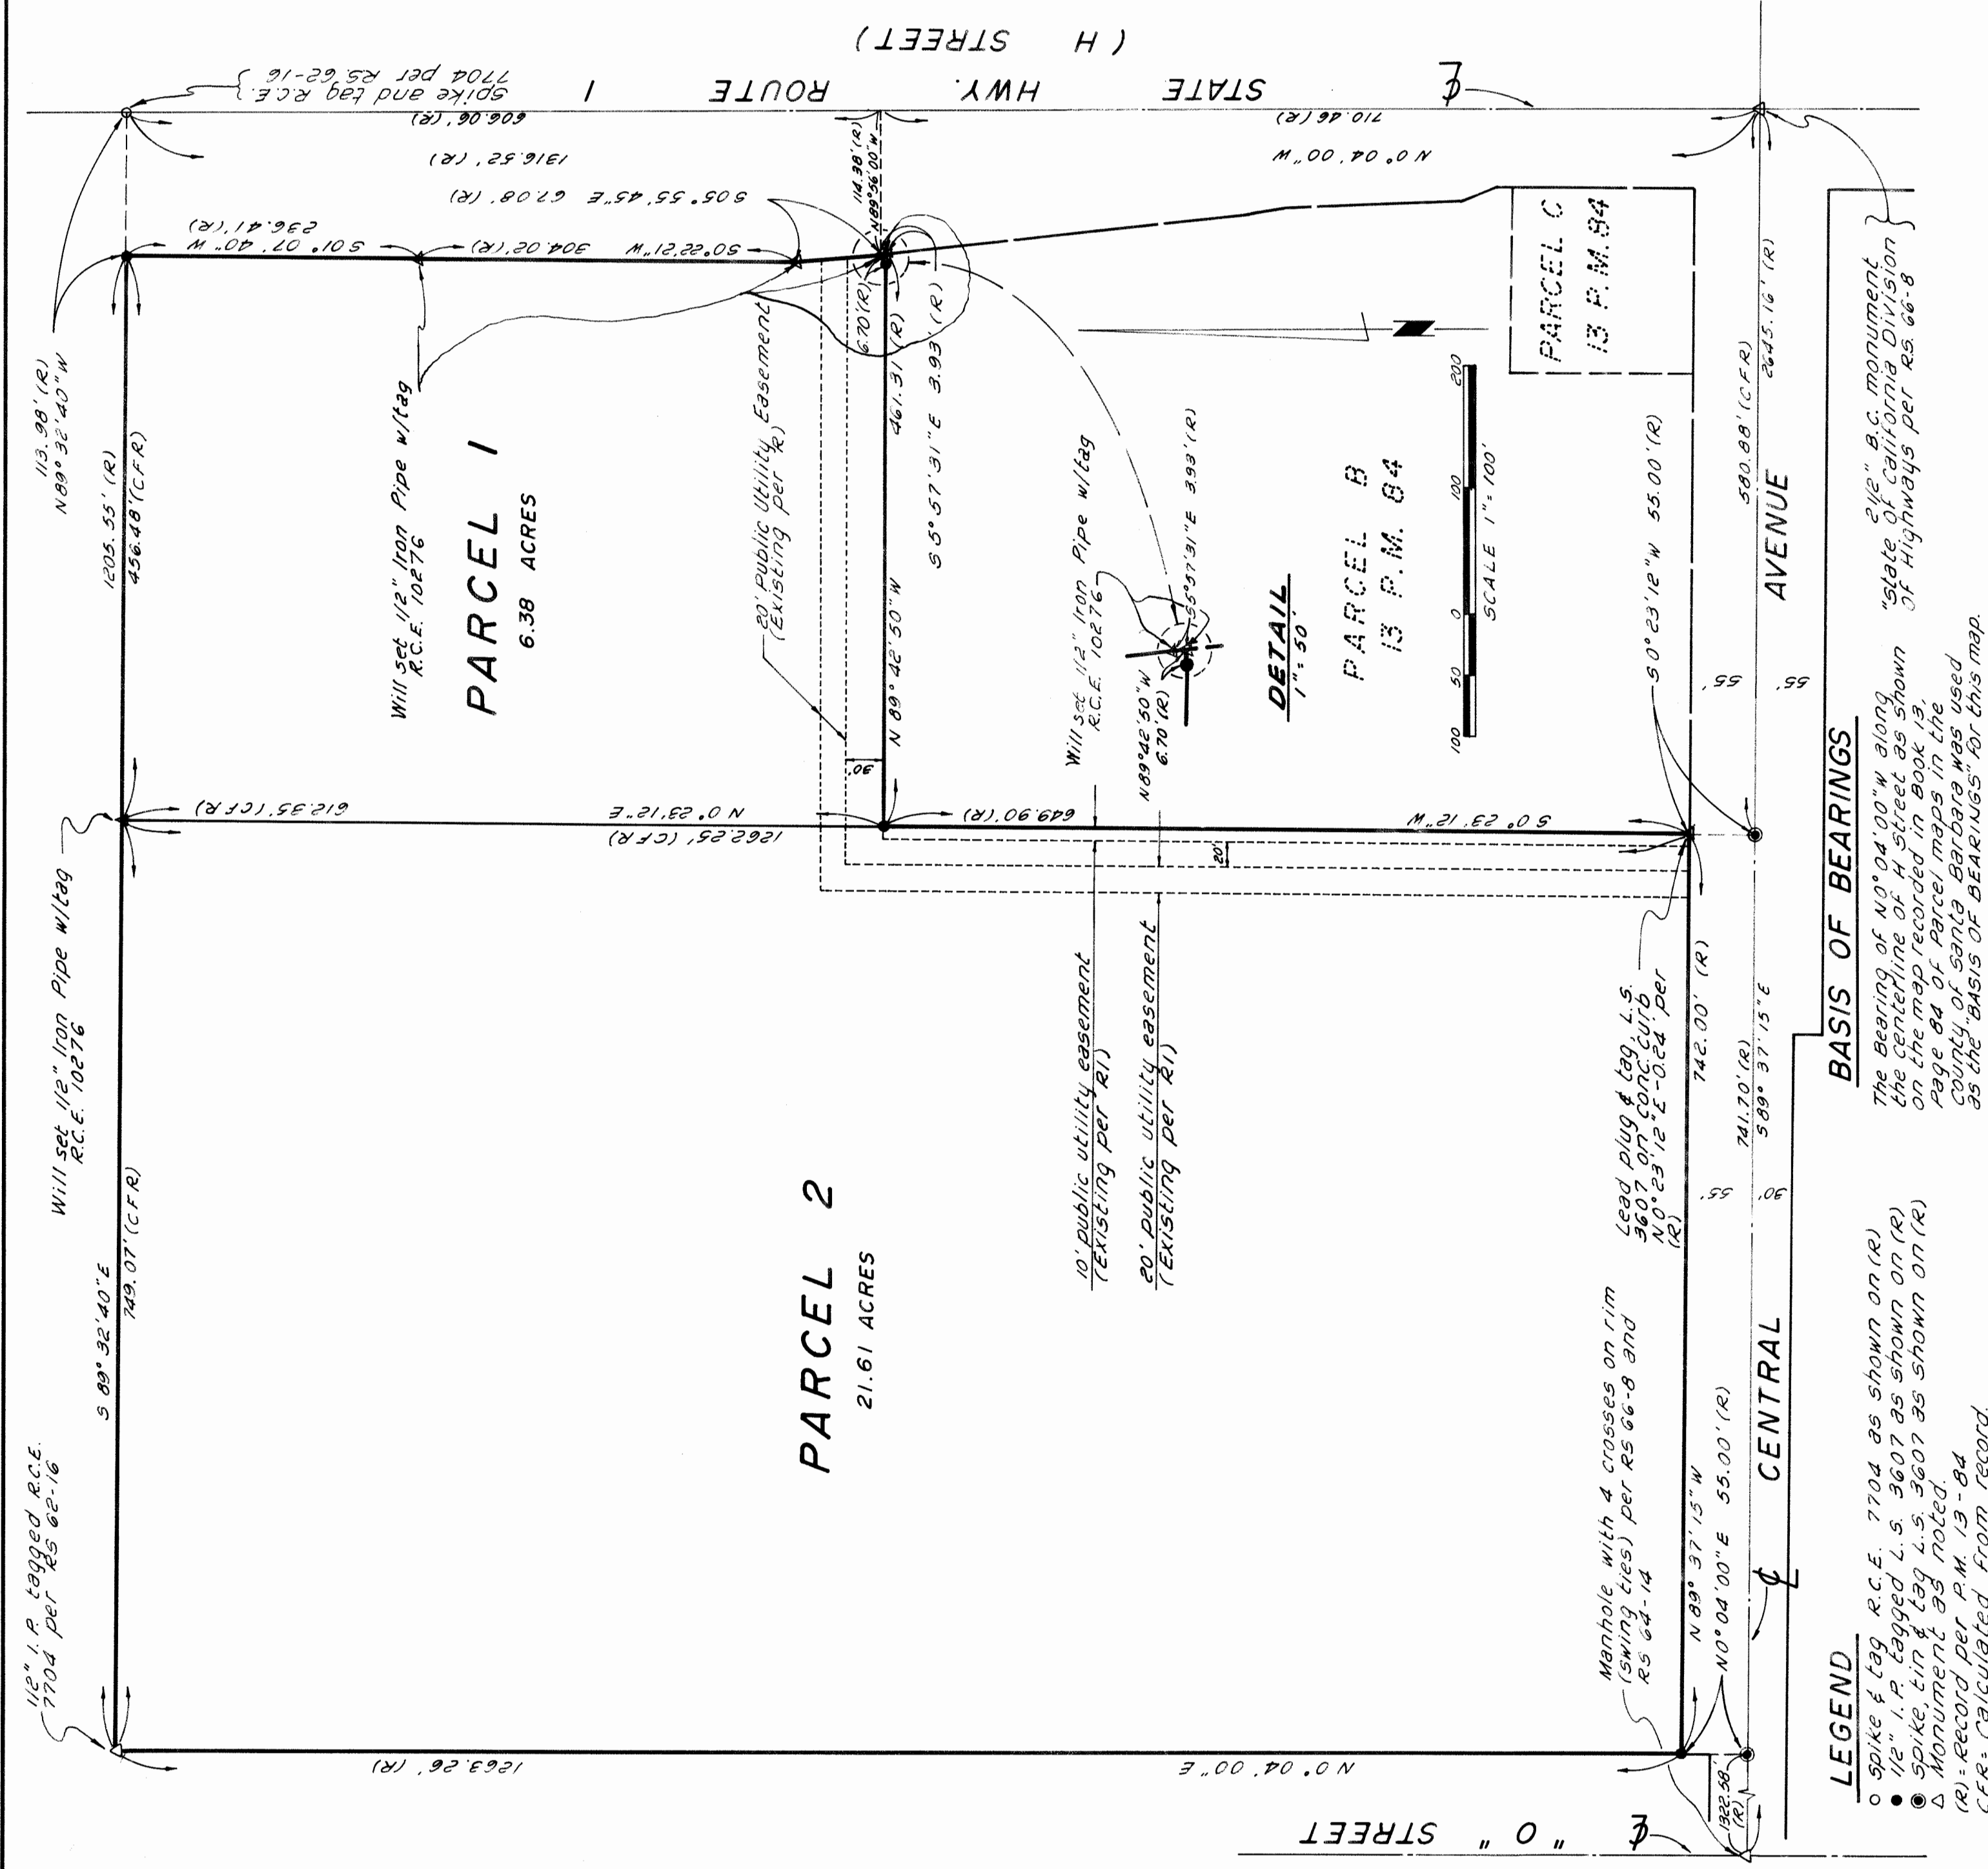 ( H STREET)
STATE HWY. ROUTE 1
℄
Spike and tag R.C.E.
7704 per RS. 62-16
606.06' (R)
710.46 (R)
1316.52' (R)
N 0° 04' 00" W
S05° 55' 45" E 67.08' (R)
114.38' (R)
N89°56'00"W
236.41' (R)
S01° 07' 40" W
304.02' (R)
S0°22'21" W
113.98' (R)
N89° 32' 40" W
1205.55' (R)
456.48' (CFR)
Will set 1/2" Iron Pipe w/tag
R.C.E. 10276
PARCEL 1
6.38 ACRES
20' Public Utility Easement
(Existing per R)
6.70' (R)
461.31' (R)
N 89° 42' 50" W
S 5° 57' 31" E 3.93' (R)
30'
Will set 1/2" Iron Pipe w/tag
R.C.E. 10276
N89°42'50"W
6.70' (R)
S5°57'31"E 3.93' (R)
DETAIL
1" = 50'
PARCEL B
13 P.M. 84
PARCEL C
13 P.M. 84
100 50 0 100 200
SCALE 1" = 100'
612.35' (CFR)
N 0° 23' 12" E
1262.25' (CFR)
649.90' (R)
S 0° 23' 12" W
20'
S 0° 23' 12" W 55.00' (R)
580.88' (CFR)
2645.16' (R)
55'
55'
Will set 1/2" Iron Pipe w/tag
R.C.E. 10276
1/2" I.P. tagged R.C.E.
7704 per RS 62-16
S 89° 32' 40" E
749.07' (CFR)
PARCEL 2
21.61 ACRES
10' public utility easement
(Existing per R1)
20' public utility easement
(Existing per R1)
Lead plug & tag, L.S.
3607 on conc. curb
N 0° 23' 12" E - 0.24' per
(R)
742.00' (R)
741.70' (R)
S 89° 37' 15" E
Manhole with 4 crosses on rim
(swing ties) per RS 66-8 and
RS 64-14
N 89° 37' 15" W
N0° 04' 00" E 55.00' (R)
55'
30'
1263.26' (R)
N 0° 04' 00" E
1322.58'
(R)
℄ "O" STREET
℄ CENTRAL AVENUE
LEGEND
○ Spike & tag R.C.E. 7704 as shown on (R)
● 1/2" I.P. tagged L.S. 3607 as shown on (R)
◉ Spike, tin & tag L.S. 3607 as shown on (R)
△ Monument as noted.
(R) = Record per P.M. 13-84
CFR = Calculated from record.
BASIS OF BEARINGS
The Bearing of N0° 04' 00" W along
the centerline of H street as shown
on the map recorded in Book 13,
Page 84 of Parcel maps in the
County of Santa Barbara was used
as the "BASIS OF BEARINGS" for this map.
2 1/2" B.C. monument
"State of California Division
of Highways per RS. 66-8